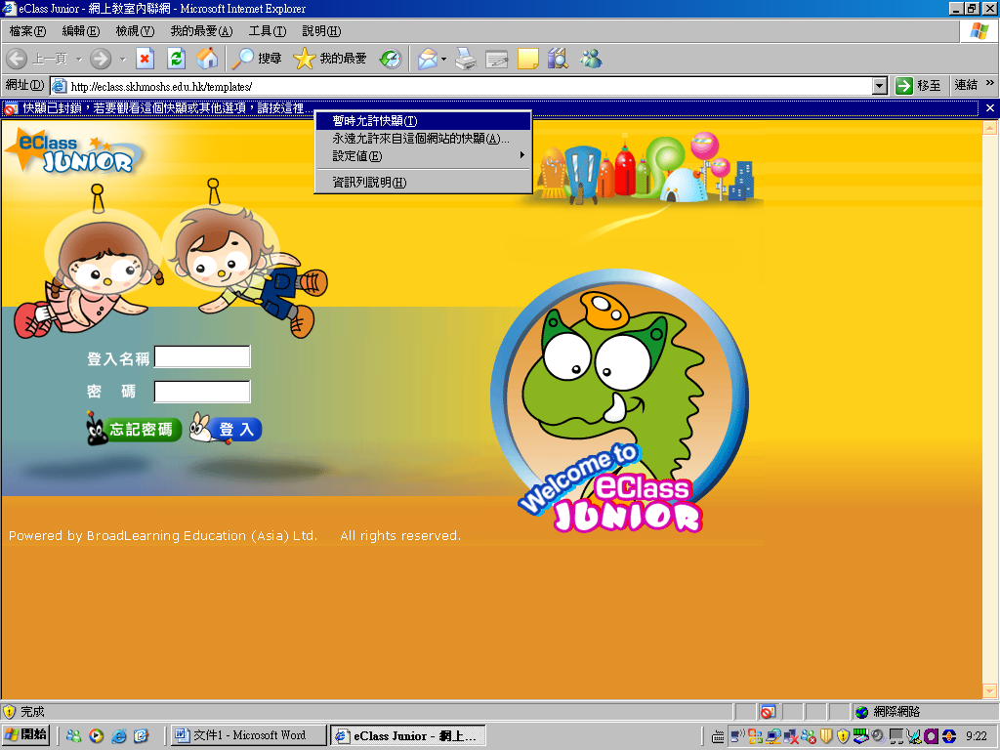 eClass Junior - 網上教室內聯網 - Microsoft Internet Explorer
檔案(F) 編輯(E) 檢視(V) 我的最愛(A) 工具(T) 說明(H)
上一頁 搜尋 我的最愛
網址(D) http://eclass.skhmoshs.edu.hk/templates/ 移至 連結 »
快顯已封鎖，若要觀看這個快顯或其他選項，請按這裡...
暫時允許快顯(T)
永遠允許來自這個網站的快顯(A)...
設定值(E)
資訊列說明(H)
eClass
JUNIOR
登入名稱
密 碼
忘記密碼 登入
Welcome to
eClass
JUNIOR
Powered by BroadLearning Education (Asia) Ltd. All rights reserved.
完成 網際網路
開始 文件1 - Microsoft Word eClass Junior - 網上... 9:22